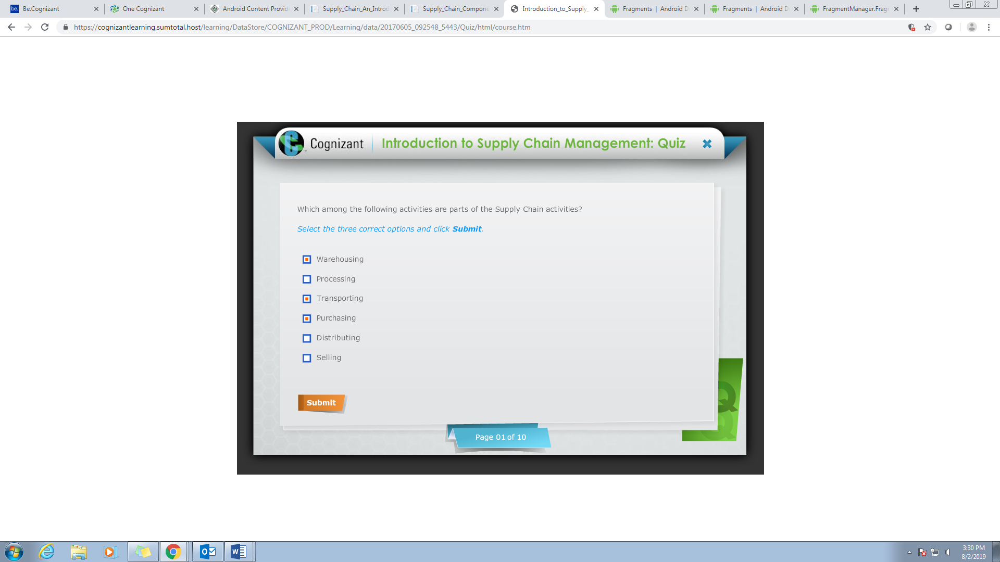 Be.Cognizant
One Cognizant
Android Content Provid
Supply_Chain_An_Introd
Supply_Chain_Compone
Introduction_to_Supply_
Fragments | Android D
Fragments | Android D
FragmentManager.Frag
https://cognizantlearning.sumtotal.host/learning/DataStore/COGNIZANT_PROD/Learning/data/20170605_092548_5443/Quiz/html/course.htm
Cognizant
Introduction to Supply Chain Management: Quiz
Which among the following activities are parts of the Supply Chain activities?
Select the three correct options and click Submit.
Warehousing
Processing
Transporting
Purchasing
Distributing
Selling
Submit
Page 01 of 10
3:30 PM
8/2/2019